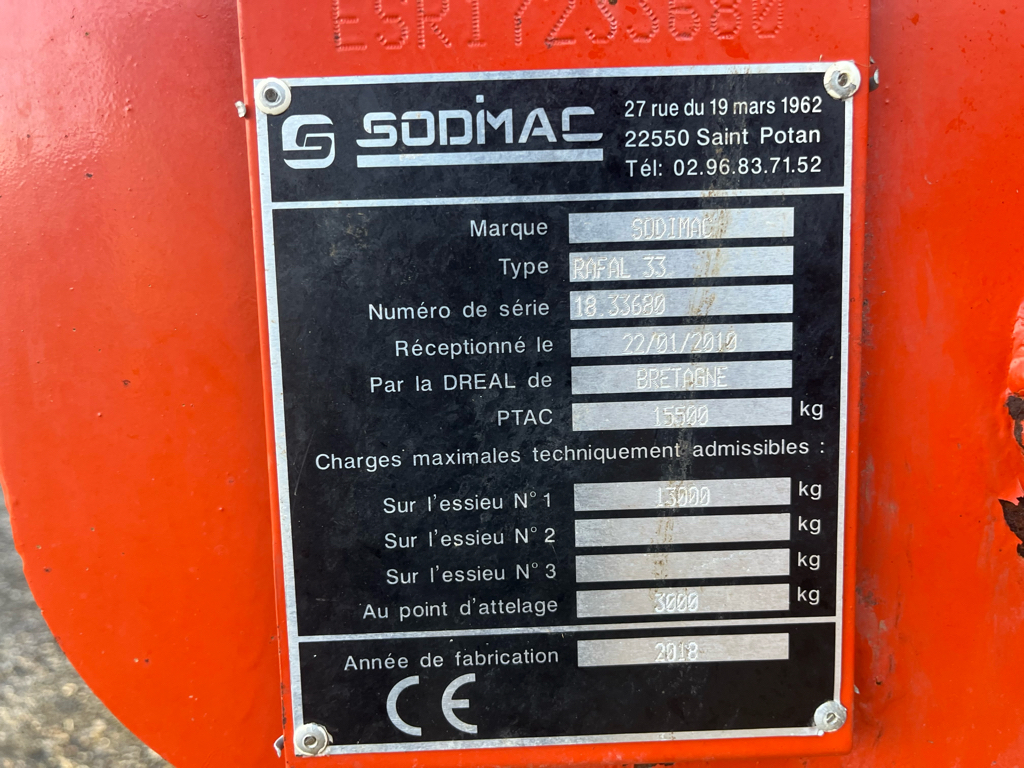 ESR17233680
SODIMAC
27 rue du 19 mars 1962
22550 Saint Potan
Tél: 02.96.83.71.52
Marque SODIMAC
Type RAFAL 33
Numéro de série 18 33680
Réceptionné le 22/01/2010
Par la DREAL de BRETAGNE
PTAC 15500 kg
Charges maximales techniquement admissibles :
Sur l'essieu N° 1 13000 kg
Sur l'essieu N° 2 kg
Sur l'essieu N° 3 kg
Au point d'attelage 3000 kg
Année de fabrication 2018
CE